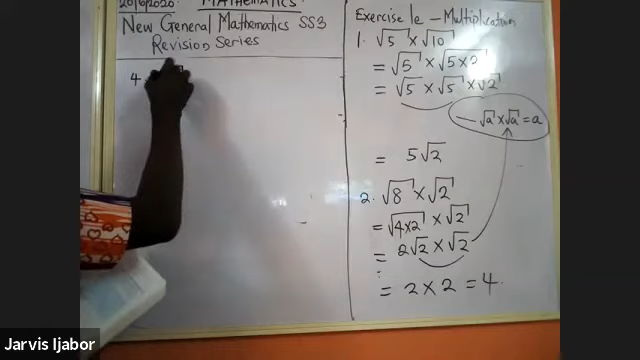 20/6/2020 MATHEMATICS
New General Mathematics SS3
Revision Series
4
Exercise 1e – Multiplication
1. √5 × √10
= √5 × √5×2
= √5 × √5 × √2
— √a × √a = a
= 5√2
2. √8 × √2
= √4×2 × √2
= 2√2 × √2
= 2 × 2 = 4.
Jarvis Ijabor